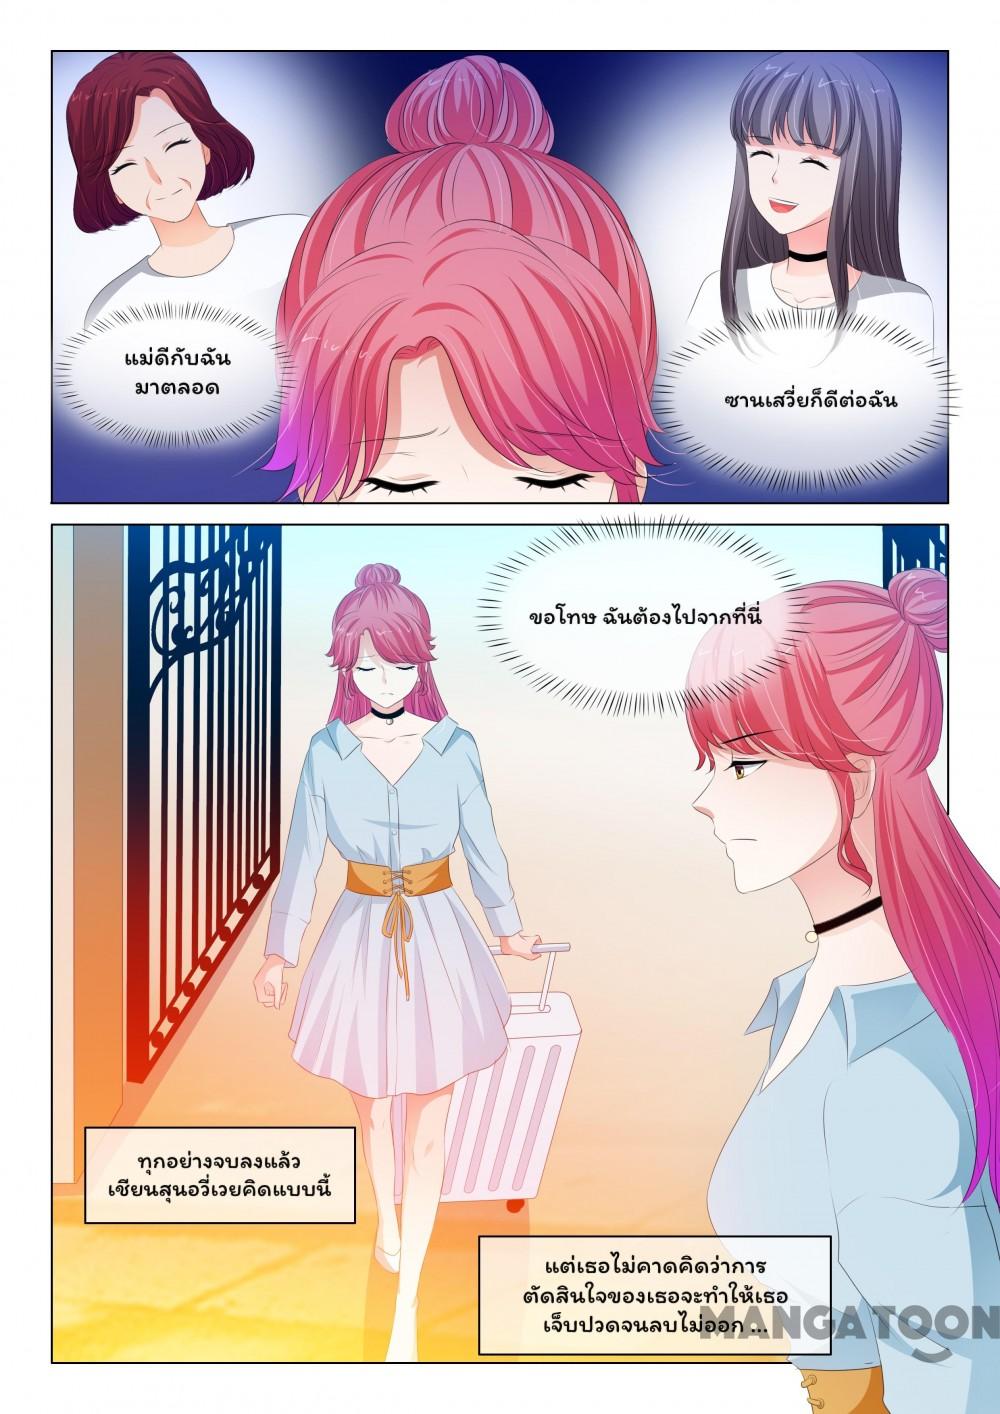 แม่ดีกับฉัน
มาตลอด
ซานเสวี่ยก็ดีต่อฉัน
ขอโทษ ฉันต้องไปจากที่นี่
ทุกอย่างจบลงแล้ว
เชียนสุนอวี่เวยคิดแบบนี้
แต่เธอไม่คาดคิดว่าการ
ตัดสินใจของเธอจะทำให้เธอ
เจ็บปวดจนลบไม่ออก ...
MANGATOON